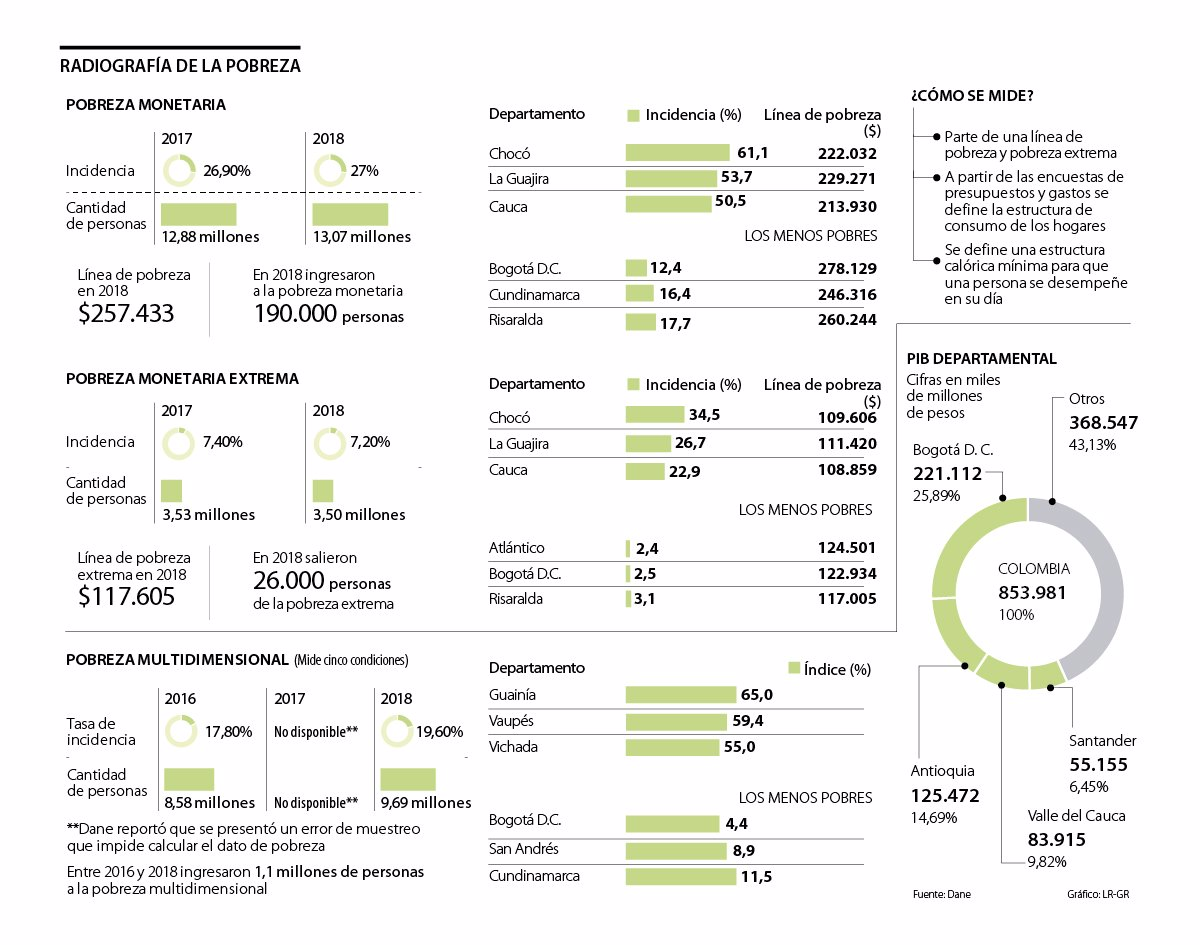 RADIOGRAFÍA DE LA POBREZA
POBREZA MONETARIA
2017
2018
Incidencia
26,90%
27%
Cantidad
de personas
12,88 millones
13,07 millones
Línea de pobreza
en 2018
$257.433
En 2018 ingresaron
a la pobreza monetaria
190.000 personas
Departamento
Incidencia (%)
Línea de pobreza
($)
Chocó 61,1 222.032
La Guajira 53,7 229.271
Cauca 50,5 213.930
LOS MENOS POBRES
Bogotá D.C. 12,4 278.129
Cundinamarca 16,4 246.316
Risaralda 17,7 260.244
¿CÓMO SE MIDE?
Parte de una línea de
pobreza y pobreza extrema
A partir de las encuestas de
presupuestos y gastos se
define la estructura de
consumo de los hogares
Se define una estructura
calórica mínima para que
una persona se desempeñe
en su día
POBREZA MONETARIA EXTREMA
2017
2018
Incidencia
7,40%
7,20%
Cantidad
de personas
3,53 millones
3,50 millones
Línea de pobreza
extrema en 2018
$117.605
En 2018 salieron
26.000 personas
de la pobreza extrema
Departamento
Incidencia (%)
Línea de pobreza
($)
Chocó 34,5 109.606
La Guajira 26,7 111.420
Cauca 22,9 108.859
LOS MENOS POBRES
Atlántico 2,4 124.501
Bogotá D.C. 2,5 122.934
Risaralda 3,1 117.005
PIB DEPARTAMENTAL
Cifras en miles
de millones
de pesos
Otros
368.547
43,13%
Bogotá D. C.
221.112
25,89%
COLOMBIA
853.981
100%
Santander
55.155
6,45%
Antioquia
125.472
14,69%
Valle del Cauca
83.915
9,82%
POBREZA MULTIDIMENSIONAL (Mide cinco condiciones)
2016
2017
2018
Tasa de
incidencia
17,80%
No disponible**
19,60%
Cantidad
de personas
8,58 millones
No disponible**
9,69 millones
**Dane reportó que se presentó un error de muestreo
que impide calcular el dato de pobreza
Entre 2016 y 2018 ingresaron 1,1 millones de personas
a la pobreza multidimensional
Departamento
Índice (%)
Guainía 65,0
Vaupés 59,4
Vichada 55,0
LOS MENOS POBRES
Bogotá D.C. 4,4
San Andrés 8,9
Cundinamarca 11,5
Fuente: Dane
Gráfico: LR-GR